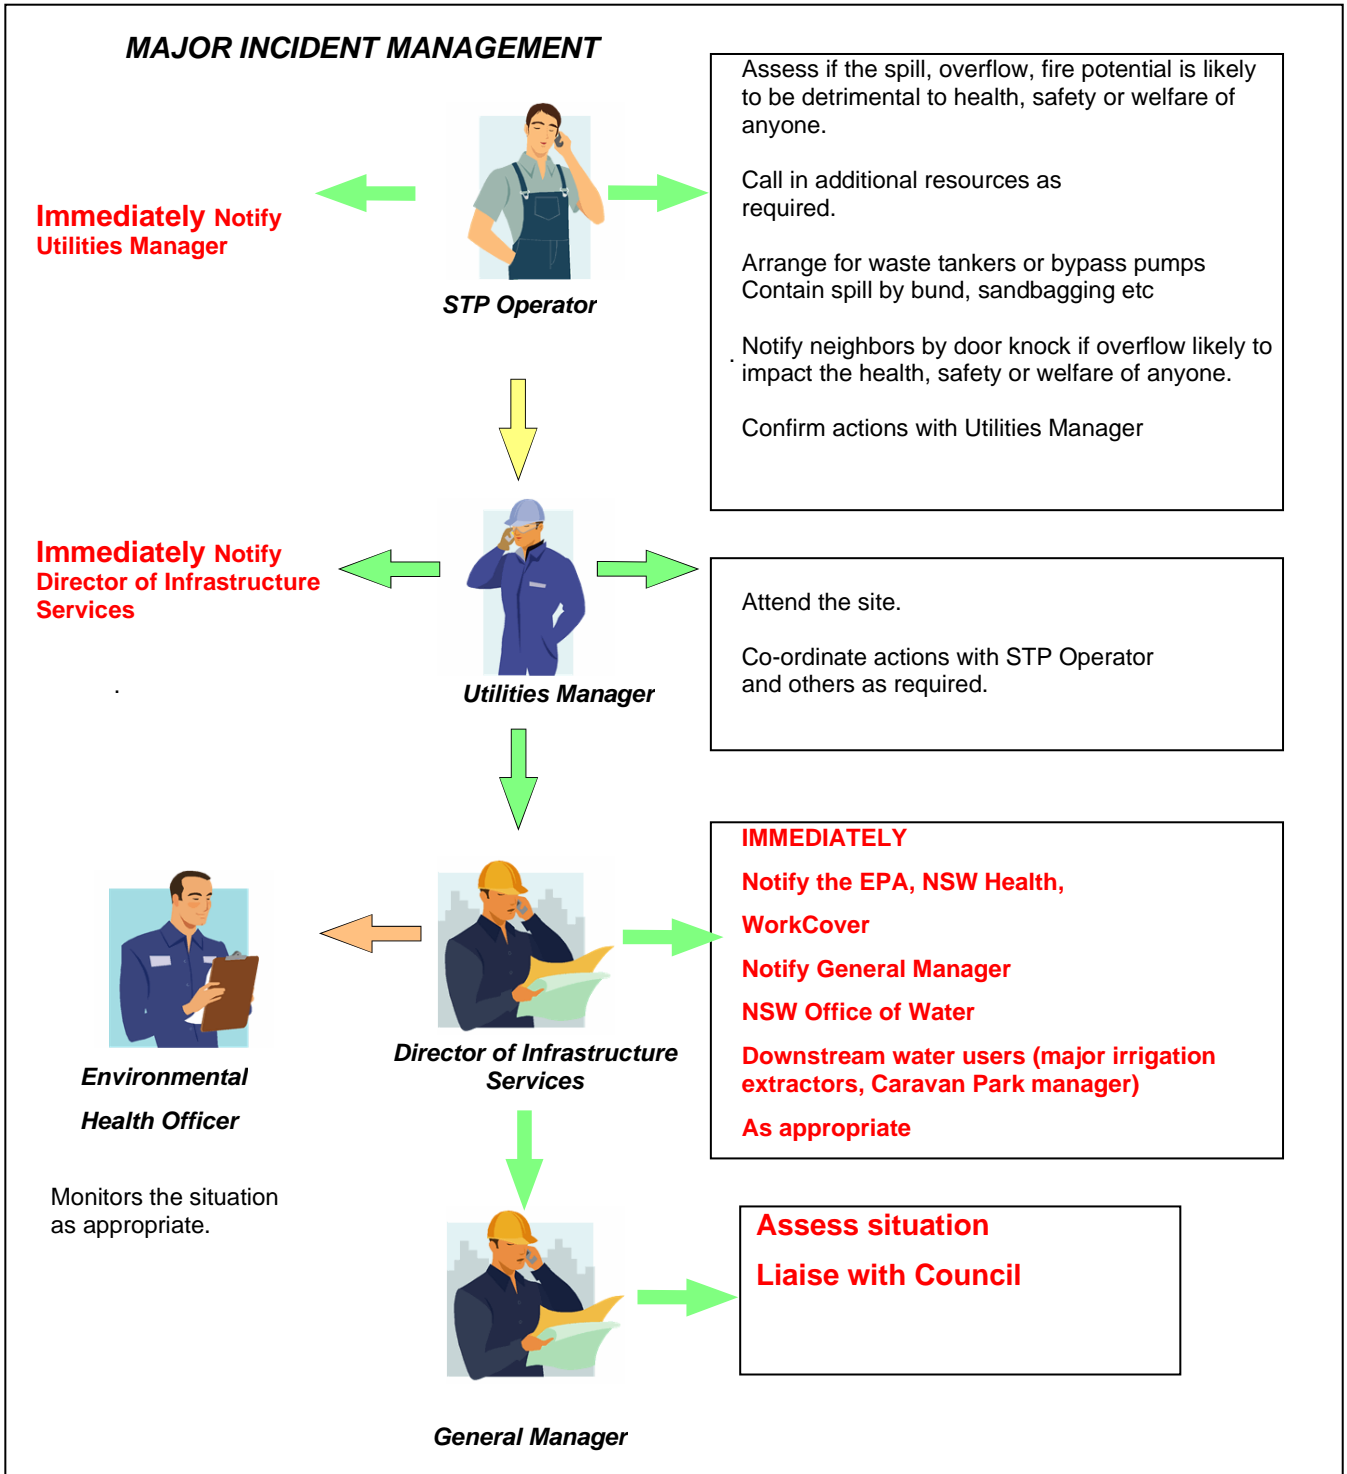 MAJOR INCIDENT MANAGEMENT
Assess if the spill, overflow, fire potential is likely
to be detrimental to health, safety or welfare of
anyone.
Call in additional resources as
required.
Arrange for waste tankers or bypass pumps
Contain spill by bund, sandbagging etc
Notify neighbors by door knock if overflow likely to
impact the health, safety or welfare of anyone.
Confirm actions with Utilities Manager
Immediately Notify
Utilities Manager
STP Operator
Immediately Notify
Director of Infrastructure
Services
Utilities Manager
Attend the site.
Co-ordinate actions with STP Operator
and others as required.
IMMEDIATELY
Notify the EPA, NSW Health,
WorkCover
Notify General Manager
NSW Office of Water
Downstream water users (major irrigation
extractors, Caravan Park manager)
As appropriate
Director of Infrastructure
Services
Environmental
Health Officer
Monitors the situation
as appropriate.
Assess situation
Liaise with Council
General Manager